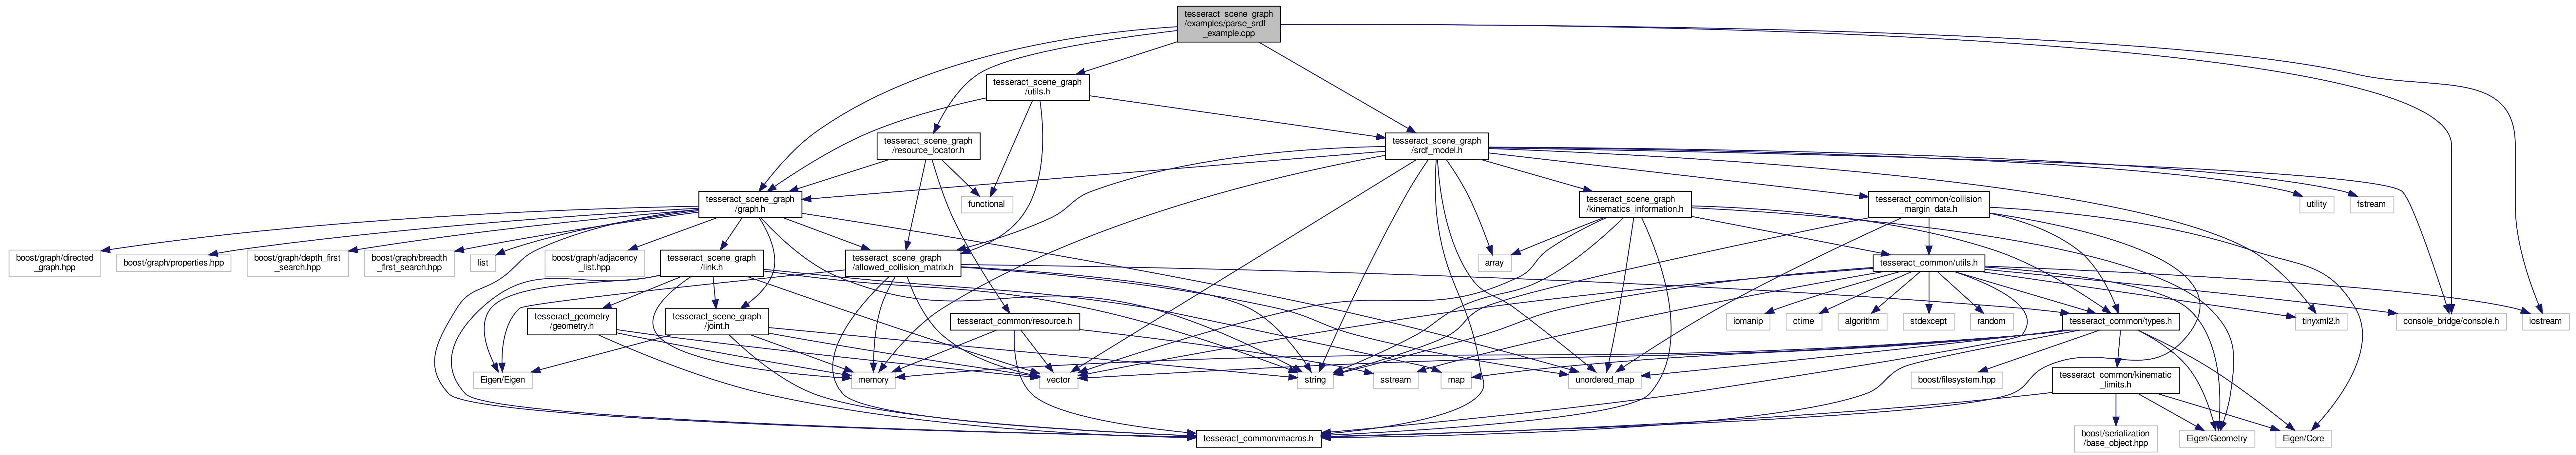 tesseract_scene_graph
/examples/parse_srdf
_example.cpp
tesseract_scene_graph
/utils.h
tesseract_scene_graph
/resource_locator.h
tesseract_scene_graph
/srdf_model.h
tesseract_scene_graph
/graph.h
functional
tesseract_scene_graph
/kinematics_information.h
tesseract_common/collision
_margin_data.h
utility
fstream
boost/graph/directed
_graph.hpp
boost/graph/properties.hpp
boost/graph/depth_first
_search.hpp
boost/graph/breadth
_first_search.hpp
list
boost/graph/adjacency
_list.hpp
tesseract_scene_graph
/link.h
tesseract_scene_graph
/allowed_collision_matrix.h
array
tesseract_common/utils.h
tesseract_geometry
/geometry.h
tesseract_scene_graph
/joint.h
tesseract_common/resource.h
iomanip
ctime
algorithm
stdexcept
random
tesseract_common/types.h
tinyxml2.h
console_bridge/console.h
iostream
Eigen/Eigen
memory
vector
string
sstream
map
unordered_map
boost/filesystem.hpp
tesseract_common/kinematic
_limits.h
tesseract_common/macros.h
boost/serialization
/base_object.hpp
Eigen/Geometry
Eigen/Core